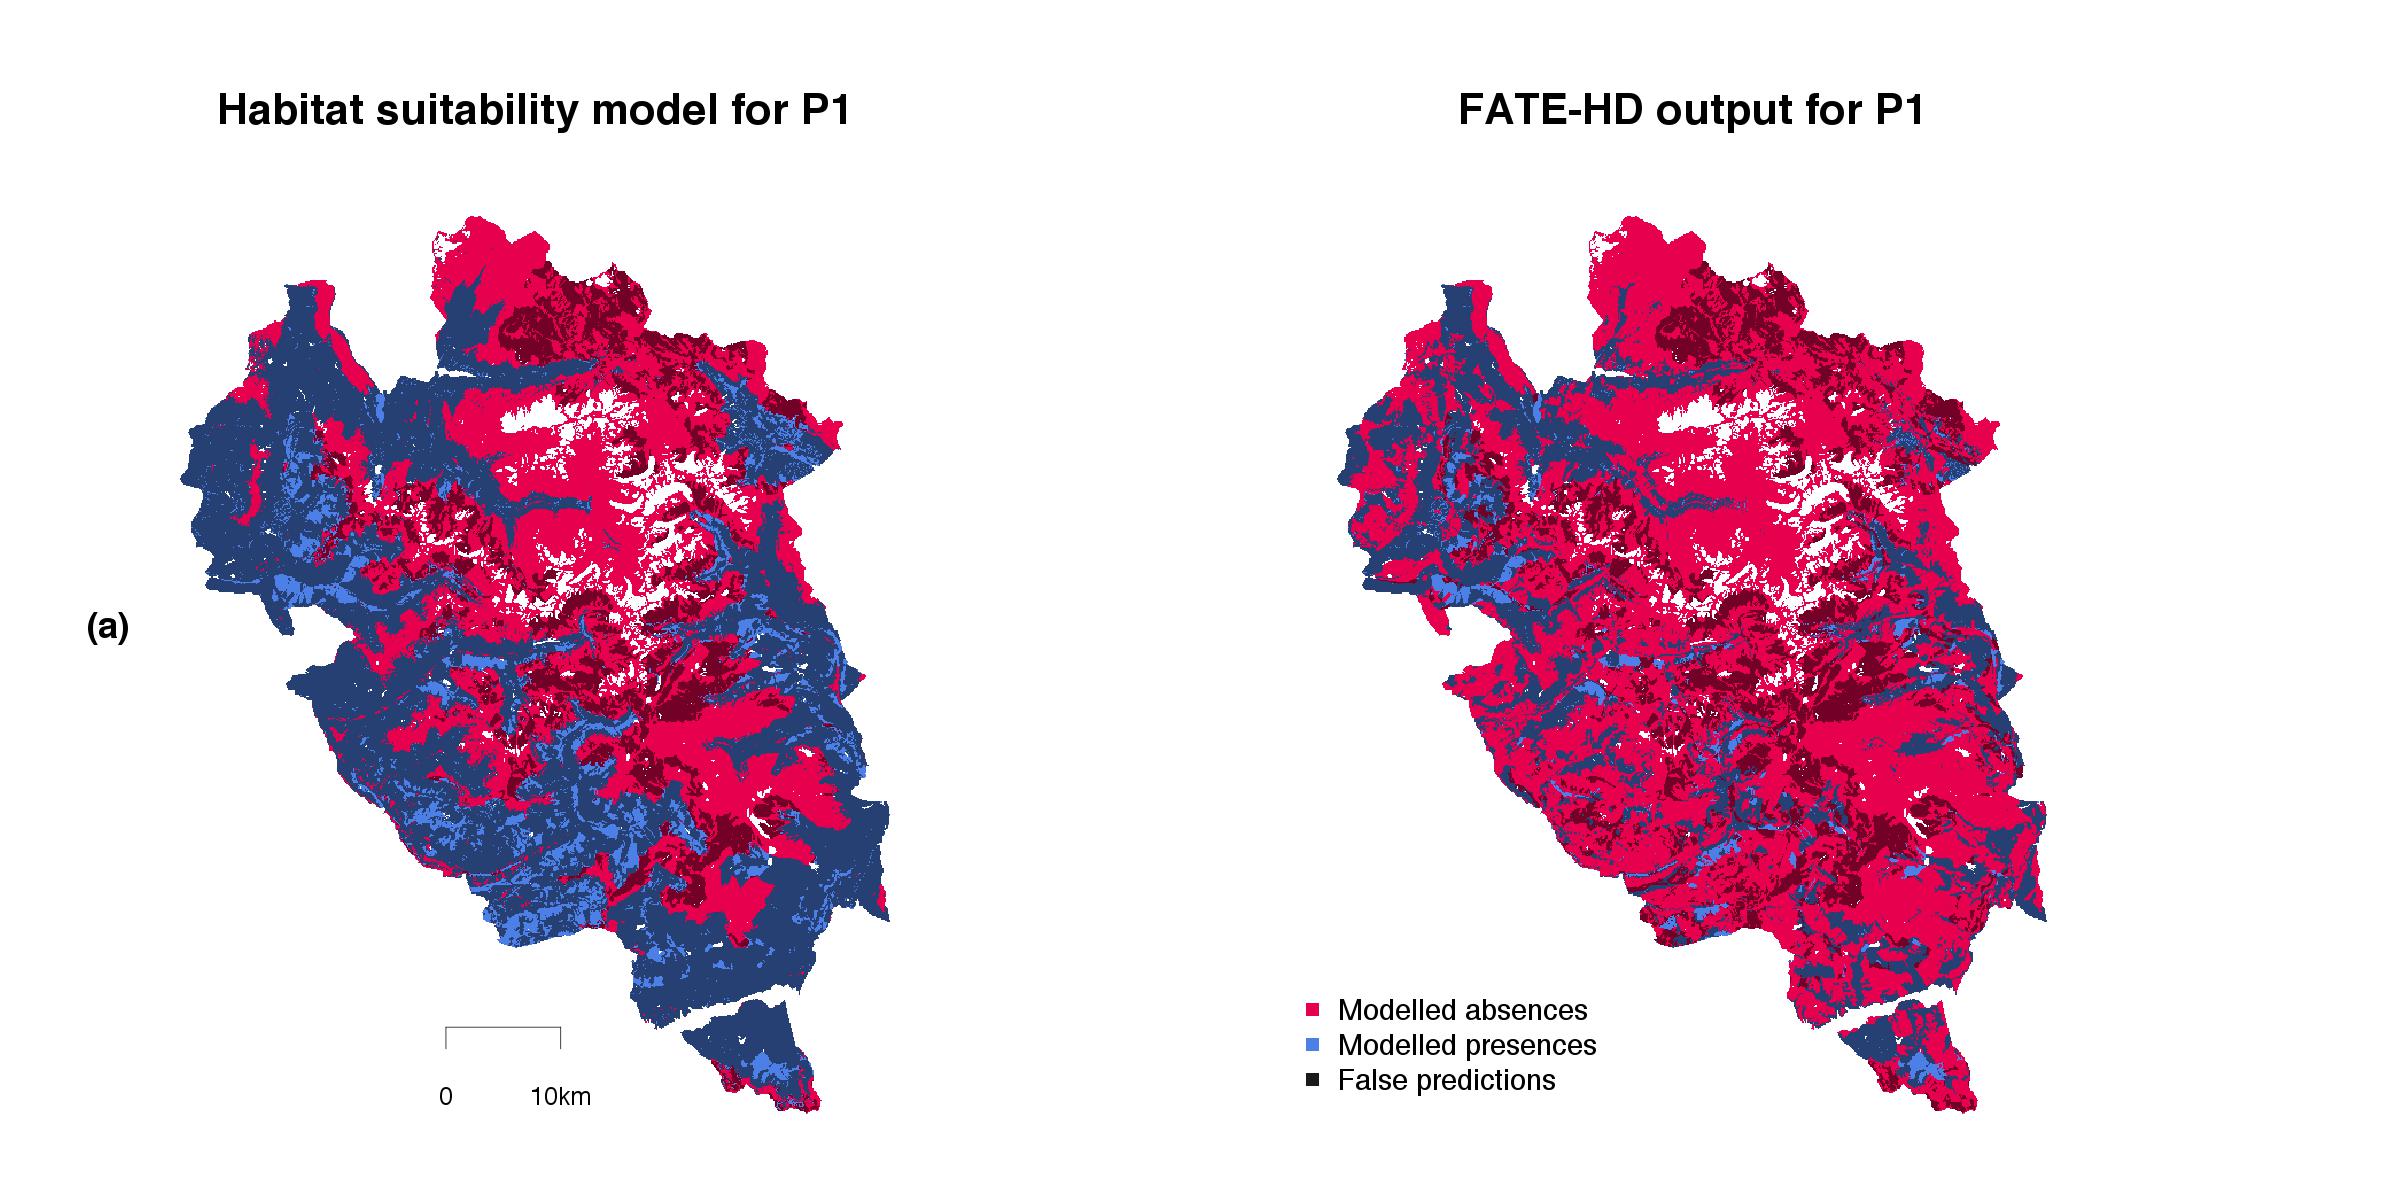 Habitat suitability model for P1
FATE-HD output for P1
(a)
Modelled absences
Modelled presences
False predictions
0 10km